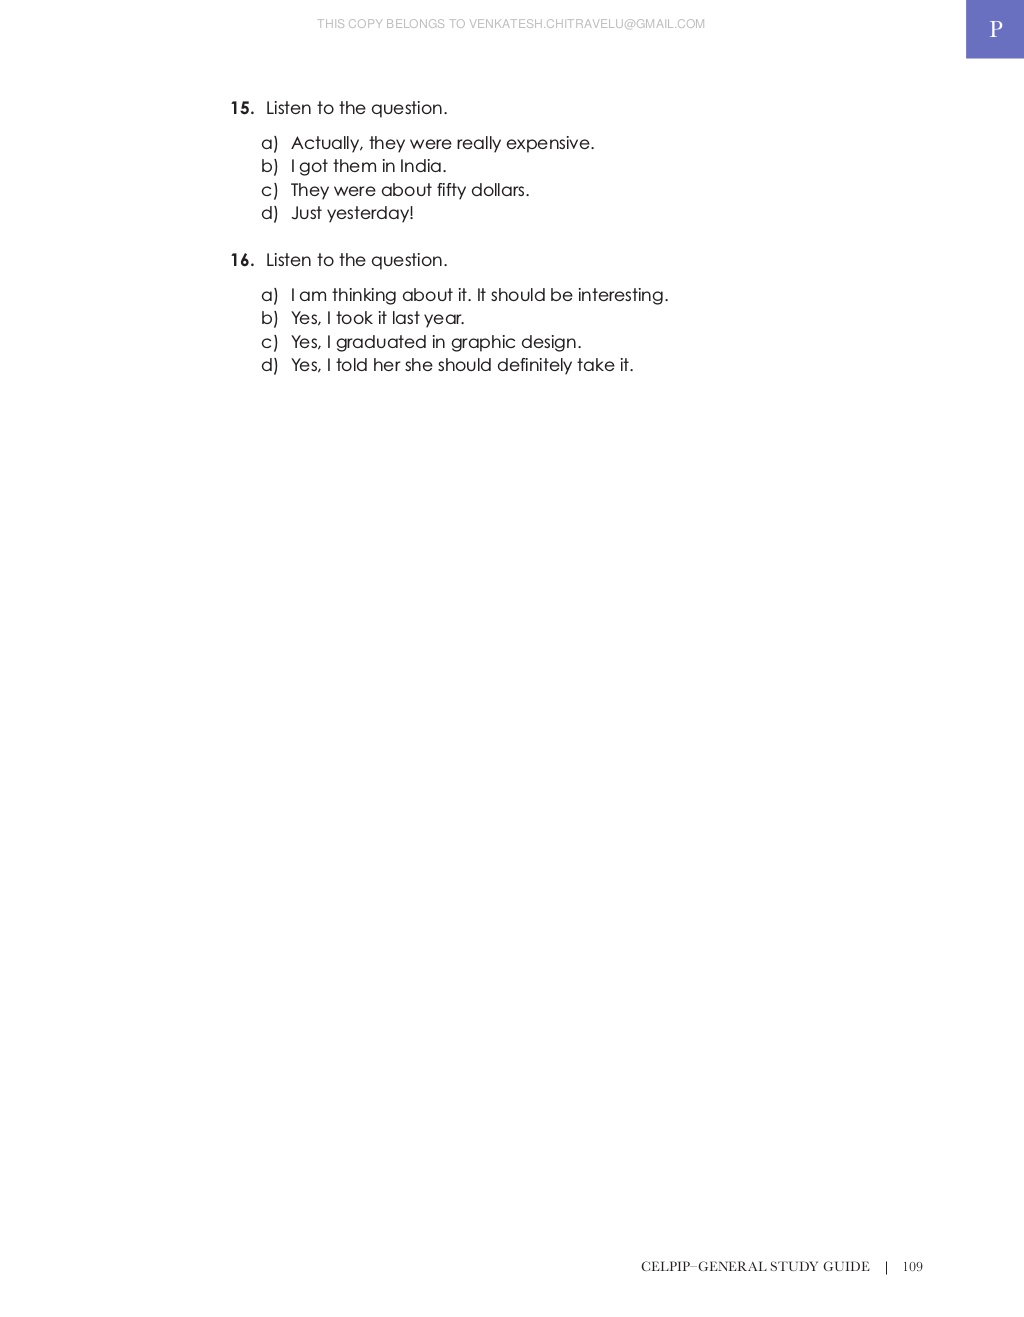 THIS COPY BELONGS TO VENKATESH.CHITRAVELU@GMAIL.COM
P
15. Listen to the question.
a) Actually, they were really expensive.
b) I got them in India.
c) They were about fifty dollars.
d) Just yesterday!
16. Listen to the question.
a) I am thinking about it. It should be interesting.
b) Yes, I took it last year.
c) Yes, I graduated in graphic design.
d) Yes, I told her she should definitely take it.
CELPIP–GENERAL STUDY GUIDE | 109